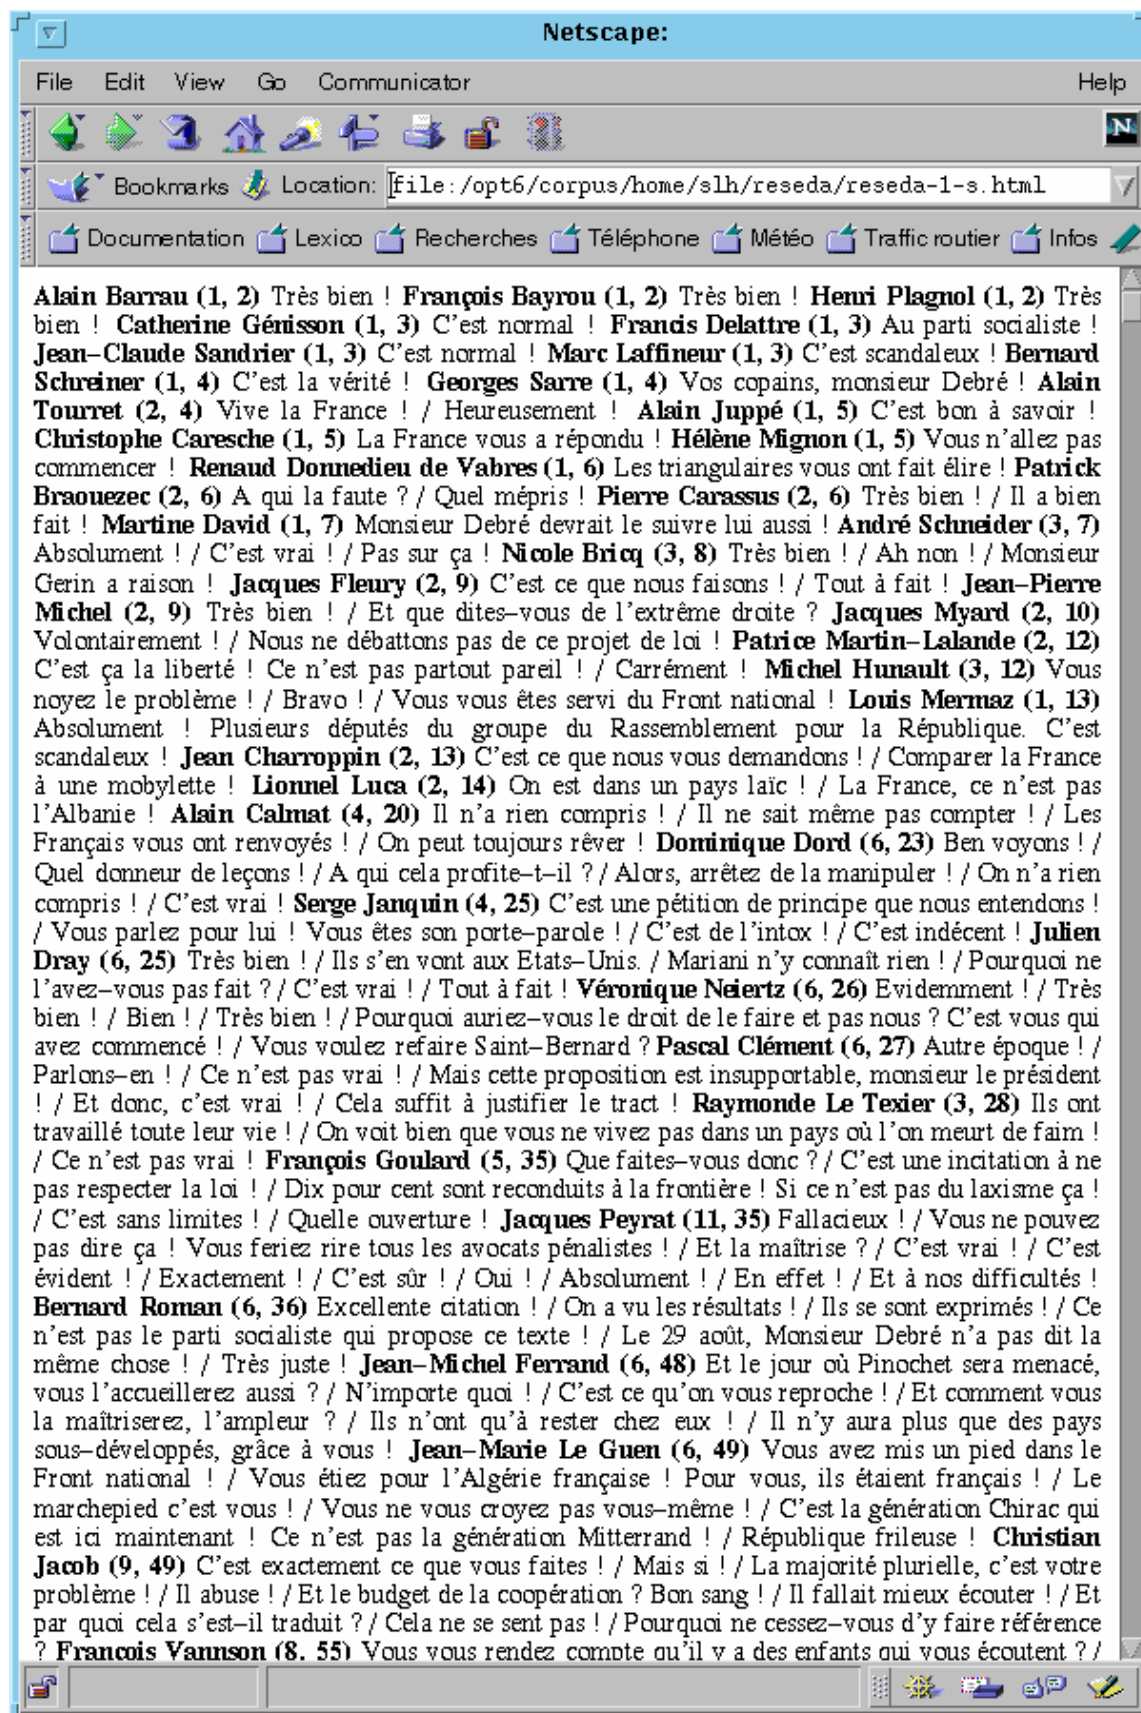 Netscape:
File Edit View Go Communicator Help
N
Bookmarks Location: file:/opt6/corpus/home/slh/reseda/reseda-1-s.html
Documentation Lexico Recherches Téléphone Météo Traffic routier Infos
Alain Barrau (1, 2) Très bien ! François Bayrou (1, 2) Très bien ! Henri Plagnol (1, 2) Très
bien ! Catherine Génisson (1, 3) C'est normal ! Francis Delattre (1, 3) Au parti socialiste !
Jean–Claude Sandrier (1, 3) C'est normal ! Marc Laffineur (1, 3) C'est scandaleux ! Bernard
Schreiner (1, 4) C'est la vérité ! Georges Sarre (1, 4) Vos copains, monsieur Debré ! Alain
Tourret (2, 4) Vive la France ! / Heureusement ! Alain Juppé (1, 5) C'est bon à savoir !
Christophe Caresche (1, 5) La France vous a répondu ! Hélène Mignon (1, 5) Vous n'allez pas
commencer ! Renaud Donnedieu de Vabres (1, 6) Les triangulaires vous ont fait élire ! Patrick
Braouezec (2, 6) A qui la faute ? / Quel mépris ! Pierre Carassus (2, 6) Très bien ! / Il a bien
fait ! Martine David (1, 7) Monsieur Debré devrait le suivre lui aussi ! André Schneider (3, 7)
Absolument ! / C'est vrai ! / Pas sur ça ! Nicole Bricq (3, 8) Très bien ! / Ah non ! / Monsieur
Gerin a raison ! Jacques Fleury (2, 9) C'est ce que nous faisons ! / Tout à fait ! Jean–Pierre
Michel (2, 9) Très bien ! / Et que dites–vous de l'extrême droite ? Jacques Myard (2, 10)
Volontairement ! / Nous ne débattons pas de ce projet de loi ! Patrice Martin–Lalande (2, 12)
C'est ça la liberté ! Ce n'est pas partout pareil ! / Carrément ! Michel Hunault (3, 12) Vous
noyez le problème ! / Bravo ! / Vous vous êtes servi du Front national ! Louis Mermaz (1, 13)
Absolument ! Plusieurs députés du groupe du Rassemblement pour la République. C'est
scandaleux ! Jean Charroppin (2, 13) C'est ce que nous vous demandons ! / Comparer la France
à une mobylette ! Lionnel Luca (2, 14) On est dans un pays laïc ! / La France, ce n'est pas
l'Albanie ! Alain Calmat (4, 20) Il n'a rien compris ! / Il ne sait même pas compter ! / Les
Français vous ont renvoyés ! / On peut toujours rêver ! Dominique Dord (6, 23) Ben voyons ! /
Quel donneur de leçons ! / A qui cela profite–t–il ? / Alors, arrêtez de la manipuler ! / On n'a rien
compris ! / C'est vrai ! Serge Janquin (4, 25) C'est une pétition de principe que nous entendons !
/ Vous parlez pour lui ! Vous êtes son porte–parole ! / C'est de l'intox ! / C'est indécent ! Julien
Dray (6, 25) Très bien ! / Ils s'en vont aux Etats–Unis. / Mariani n'y connaît rien ! / Pourquoi ne
l'avez–vous pas fait ? / C'est vrai ! / Tout à fait ! Véronique Neiertz (6, 26) Evidemment ! / Très
bien ! / Bien ! / Très bien ! / Pourquoi auriez–vous le droit de le faire et pas nous ? C'est vous qui
avez commencé ! / Vous voulez refaire Saint–Bernard ? Pascal Clément (6, 27) Autre époque ! /
Parlons–en ! / Ce n'est pas vrai ! / Mais cette proposition est insupportable, monsieur le président
! / Et donc, c'est vrai ! / Cela suffit à justifier le tract ! Raymonde Le Texier (3, 28) Ils ont
travaillé toute leur vie ! / On voit bien que vous ne vivez pas dans un pays où l'on meurt de faim !
/ Ce n'est pas vrai ! François Goulard (5, 35) Que faites–vous donc ? / C'est une incitation à ne
pas respecter la loi ! / Dix pour cent sont reconduits à la frontière ! Si ce n'est pas du laxisme ça !
/ C'est sans limites ! / Quelle ouverture ! Jacques Peyrat (11, 35) Fallacieux ! / Vous ne pouvez
pas dire ça ! Vous feriez rire tous les avocats pénalistes ! / Et la maîtrise ? / C'est vrai ! / C'est
évident ! / Exactement ! / C'est sûr ! / Oui ! / Absolument ! / En effet ! / Et à nos difficultés !
Bernard Roman (6, 36) Excellente citation ! / On a vu les résultats ! / Ils se sont exprimés ! / Ce
n'est pas le parti socialiste qui propose ce texte ! / Le 29 août, Monsieur Debré n'a pas dit la
même chose ! / Très juste ! Jean–Michel Ferrand (6, 48) Et le jour où Pinochet sera menacé,
vous l'accueillerez aussi ? / N'importe quoi ! / C'est ce qu'on vous reproche ! / Et comment vous
la maîtriserez, l'ampleur ? / Ils n'ont qu'à rester chez eux ! / Il n'y aura plus que des pays
sous–développés, grâce à vous ! Jean–Marie Le Guen (6, 49) Vous avez mis un pied dans le
Front national ! / Vous étiez pour l'Algérie française ! Pour vous, ils étaient français ! / Le
marchepied c'est vous ! / Vous ne vous croyez pas vous–même ! / C'est la génération Chirac qui
est ici maintenant ! Ce n'est pas la génération Mitterrand ! / République frileuse ! Christian
Jacob (9, 49) C'est exactement ce que vous faites ! / Mais si ! / La majorité plurielle, c'est votre
problème ! / Il abuse ! / Et le budget de la coopération ? Bon sang ! / Il fallait mieux écouter ! / Et
par quoi cela s'est–il traduit ? / Cela ne se sent pas ! / Pourquoi ne cessez–vous d'y faire référence
? François Vannson (8, 55) Vous vous rendez compte qu'il y a des enfants qui vous écoutent ? /